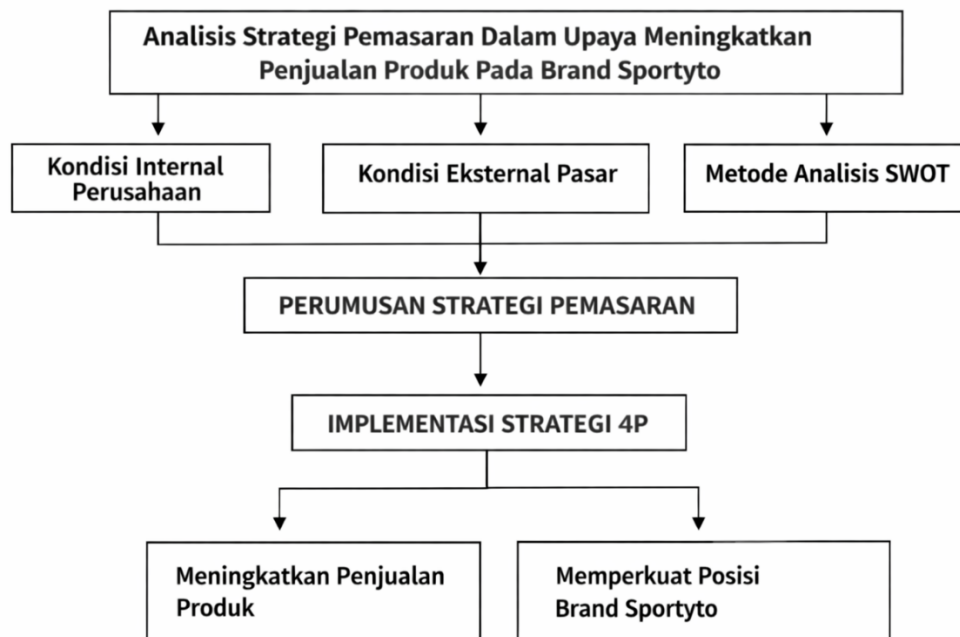 Analisis Strategi Pemasaran Dalam Upaya Meningkatkan
Penjualan Produk Pada Brand Sportyto
Kondisi Internal
Perusahaan
Kondisi Eksternal Pasar
Metode Analisis SWOT
PERUMUSAN STRATEGI PEMASARAN
IMPLEMENTASI STRATEGI 4P
Meningkatkan Penjualan
Produk
Memperkuat Posisi
Brand Sportyto